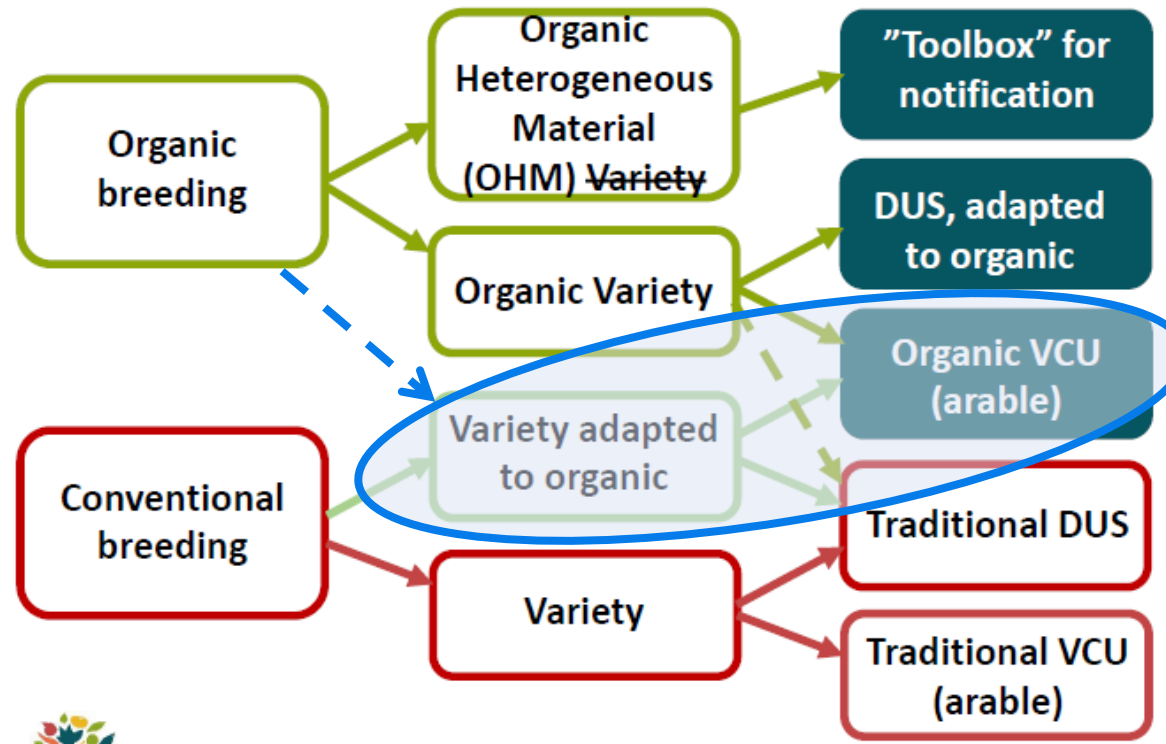 Organic
breeding
Organic
Heterogeneous
Material
(OHM) Variety
”Toolbox” for
notification
DUS, adapted
to organic
Organic Variety
Organic VCU
(arable)
Variety adapted
to organic
Conventional
breeding
Traditional DUS
Variety
Traditional VCU
(arable)